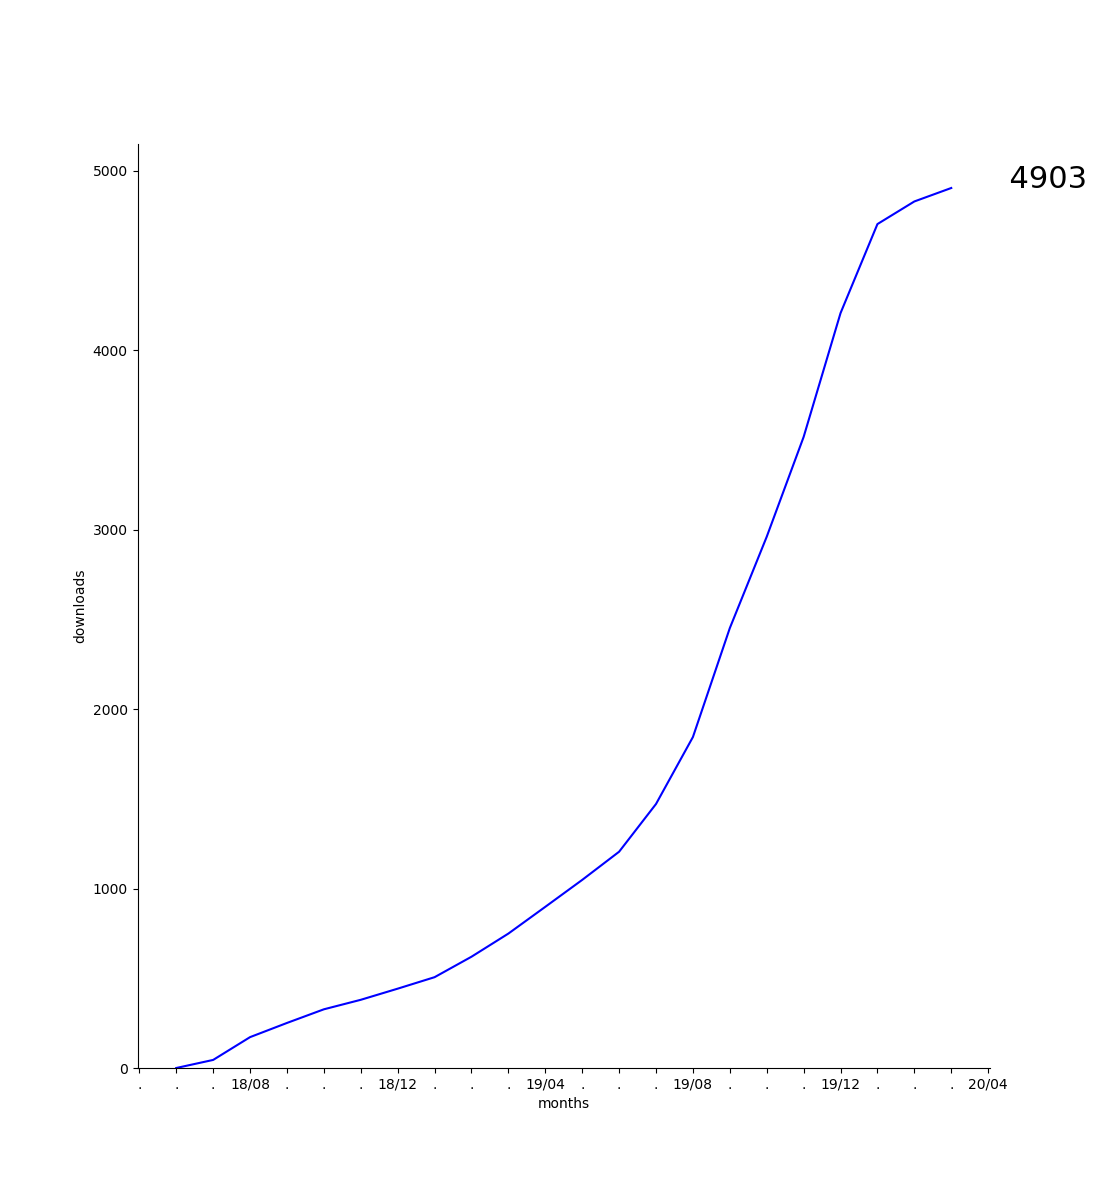 5000
4903
4000
3000
downloads
2000
1000
0
. . . 18/08 . . . 18/12 . . . 19/04 . . . 19/08 . . . 19/12 . . . 20/04
months